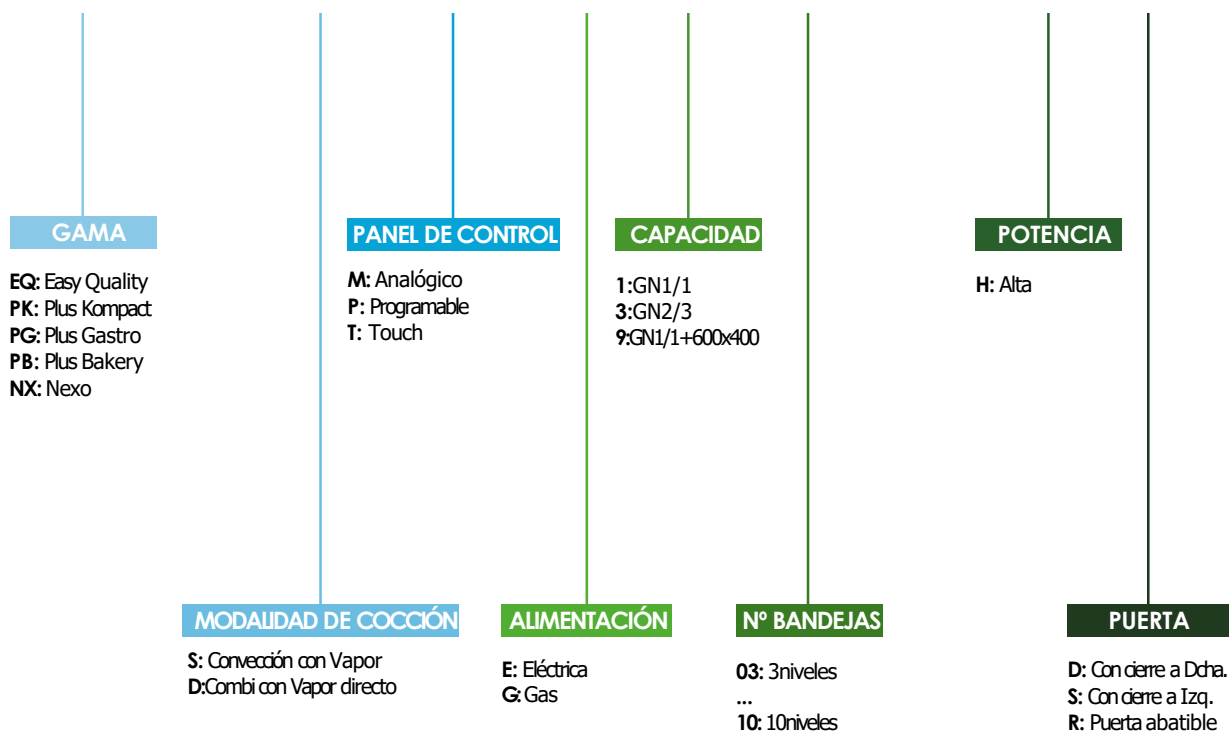 GAMA
EQ: Easy Quality
PK: Plus Kompact
PG: Plus Gastro
PB: Plus Bakery
NX: Nexo
PANEL DE CONTROL
M: Analógico
P: Programable
T: Touch
CAPACIDAD
1:GN1/1
3:GN2/3
9:GN1/1+600x400
POTENCIA
H: Alta
MODALIDAD DE COCCIÓN
S: Convección con Vapor
D:Combi con Vapor directo
ALIMENTACIÓN
E: Eléctrica
G: Gas
Nº BANDEJAS
03: 3niveles
...
10: 10niveles
PUERTA
D: Con cierre a Dcha.
S: Con cierre a Izq.
R: Puerta abatible